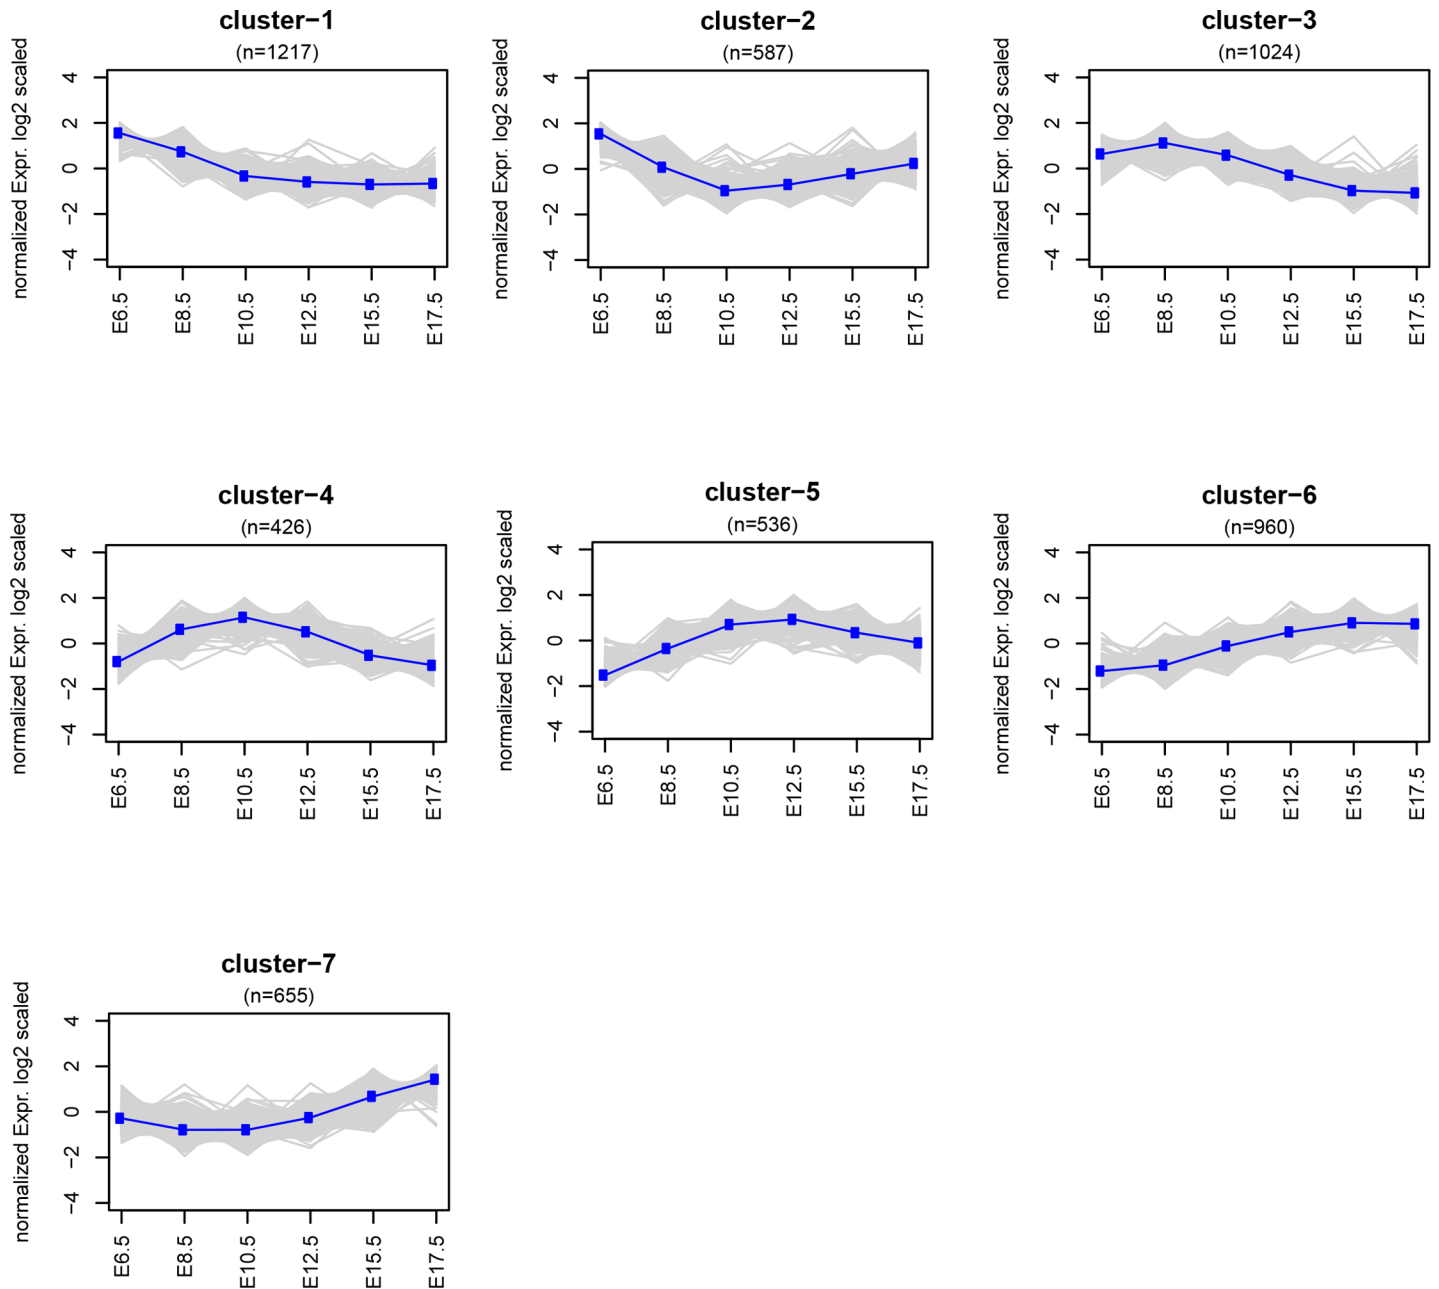 cluster−1
(n=1217)
normalized Expr. log2 scaled
4
2
0
−2
−4
E6.5
E8.5
E10.5
E12.5
E15.5
E17.5
cluster−2
(n=587)
normalized Expr. log2 scaled
4
2
0
−2
−4
E6.5
E8.5
E10.5
E12.5
E15.5
E17.5
cluster−3
(n=1024)
normalized Expr. log2 scaled
4
2
0
−2
−4
E6.5
E8.5
E10.5
E12.5
E15.5
E17.5
cluster−4
(n=426)
normalized Expr. log2 scaled
4
2
0
−2
−4
E6.5
E8.5
E10.5
E12.5
E15.5
E17.5
cluster−5
(n=536)
normalized Expr. log2 scaled
4
2
0
−2
−4
E6.5
E8.5
E10.5
E12.5
E15.5
E17.5
cluster−6
(n=960)
normalized Expr. log2 scaled
4
2
0
−2
−4
E6.5
E8.5
E10.5
E12.5
E15.5
E17.5
cluster−7
(n=655)
normalized Expr. log2 scaled
4
2
0
−2
−4
E6.5
E8.5
E10.5
E12.5
E15.5
E17.5